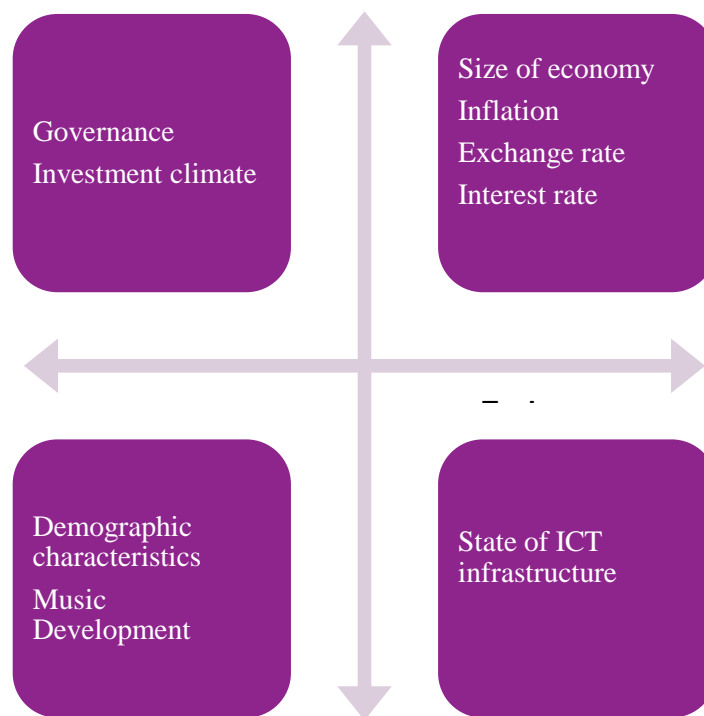 Governance
Investment climate
Size of economy
Inflation
Exchange rate
Interest rate
Demographic
characteristics
Music
Development
State of ICT
infrastructure